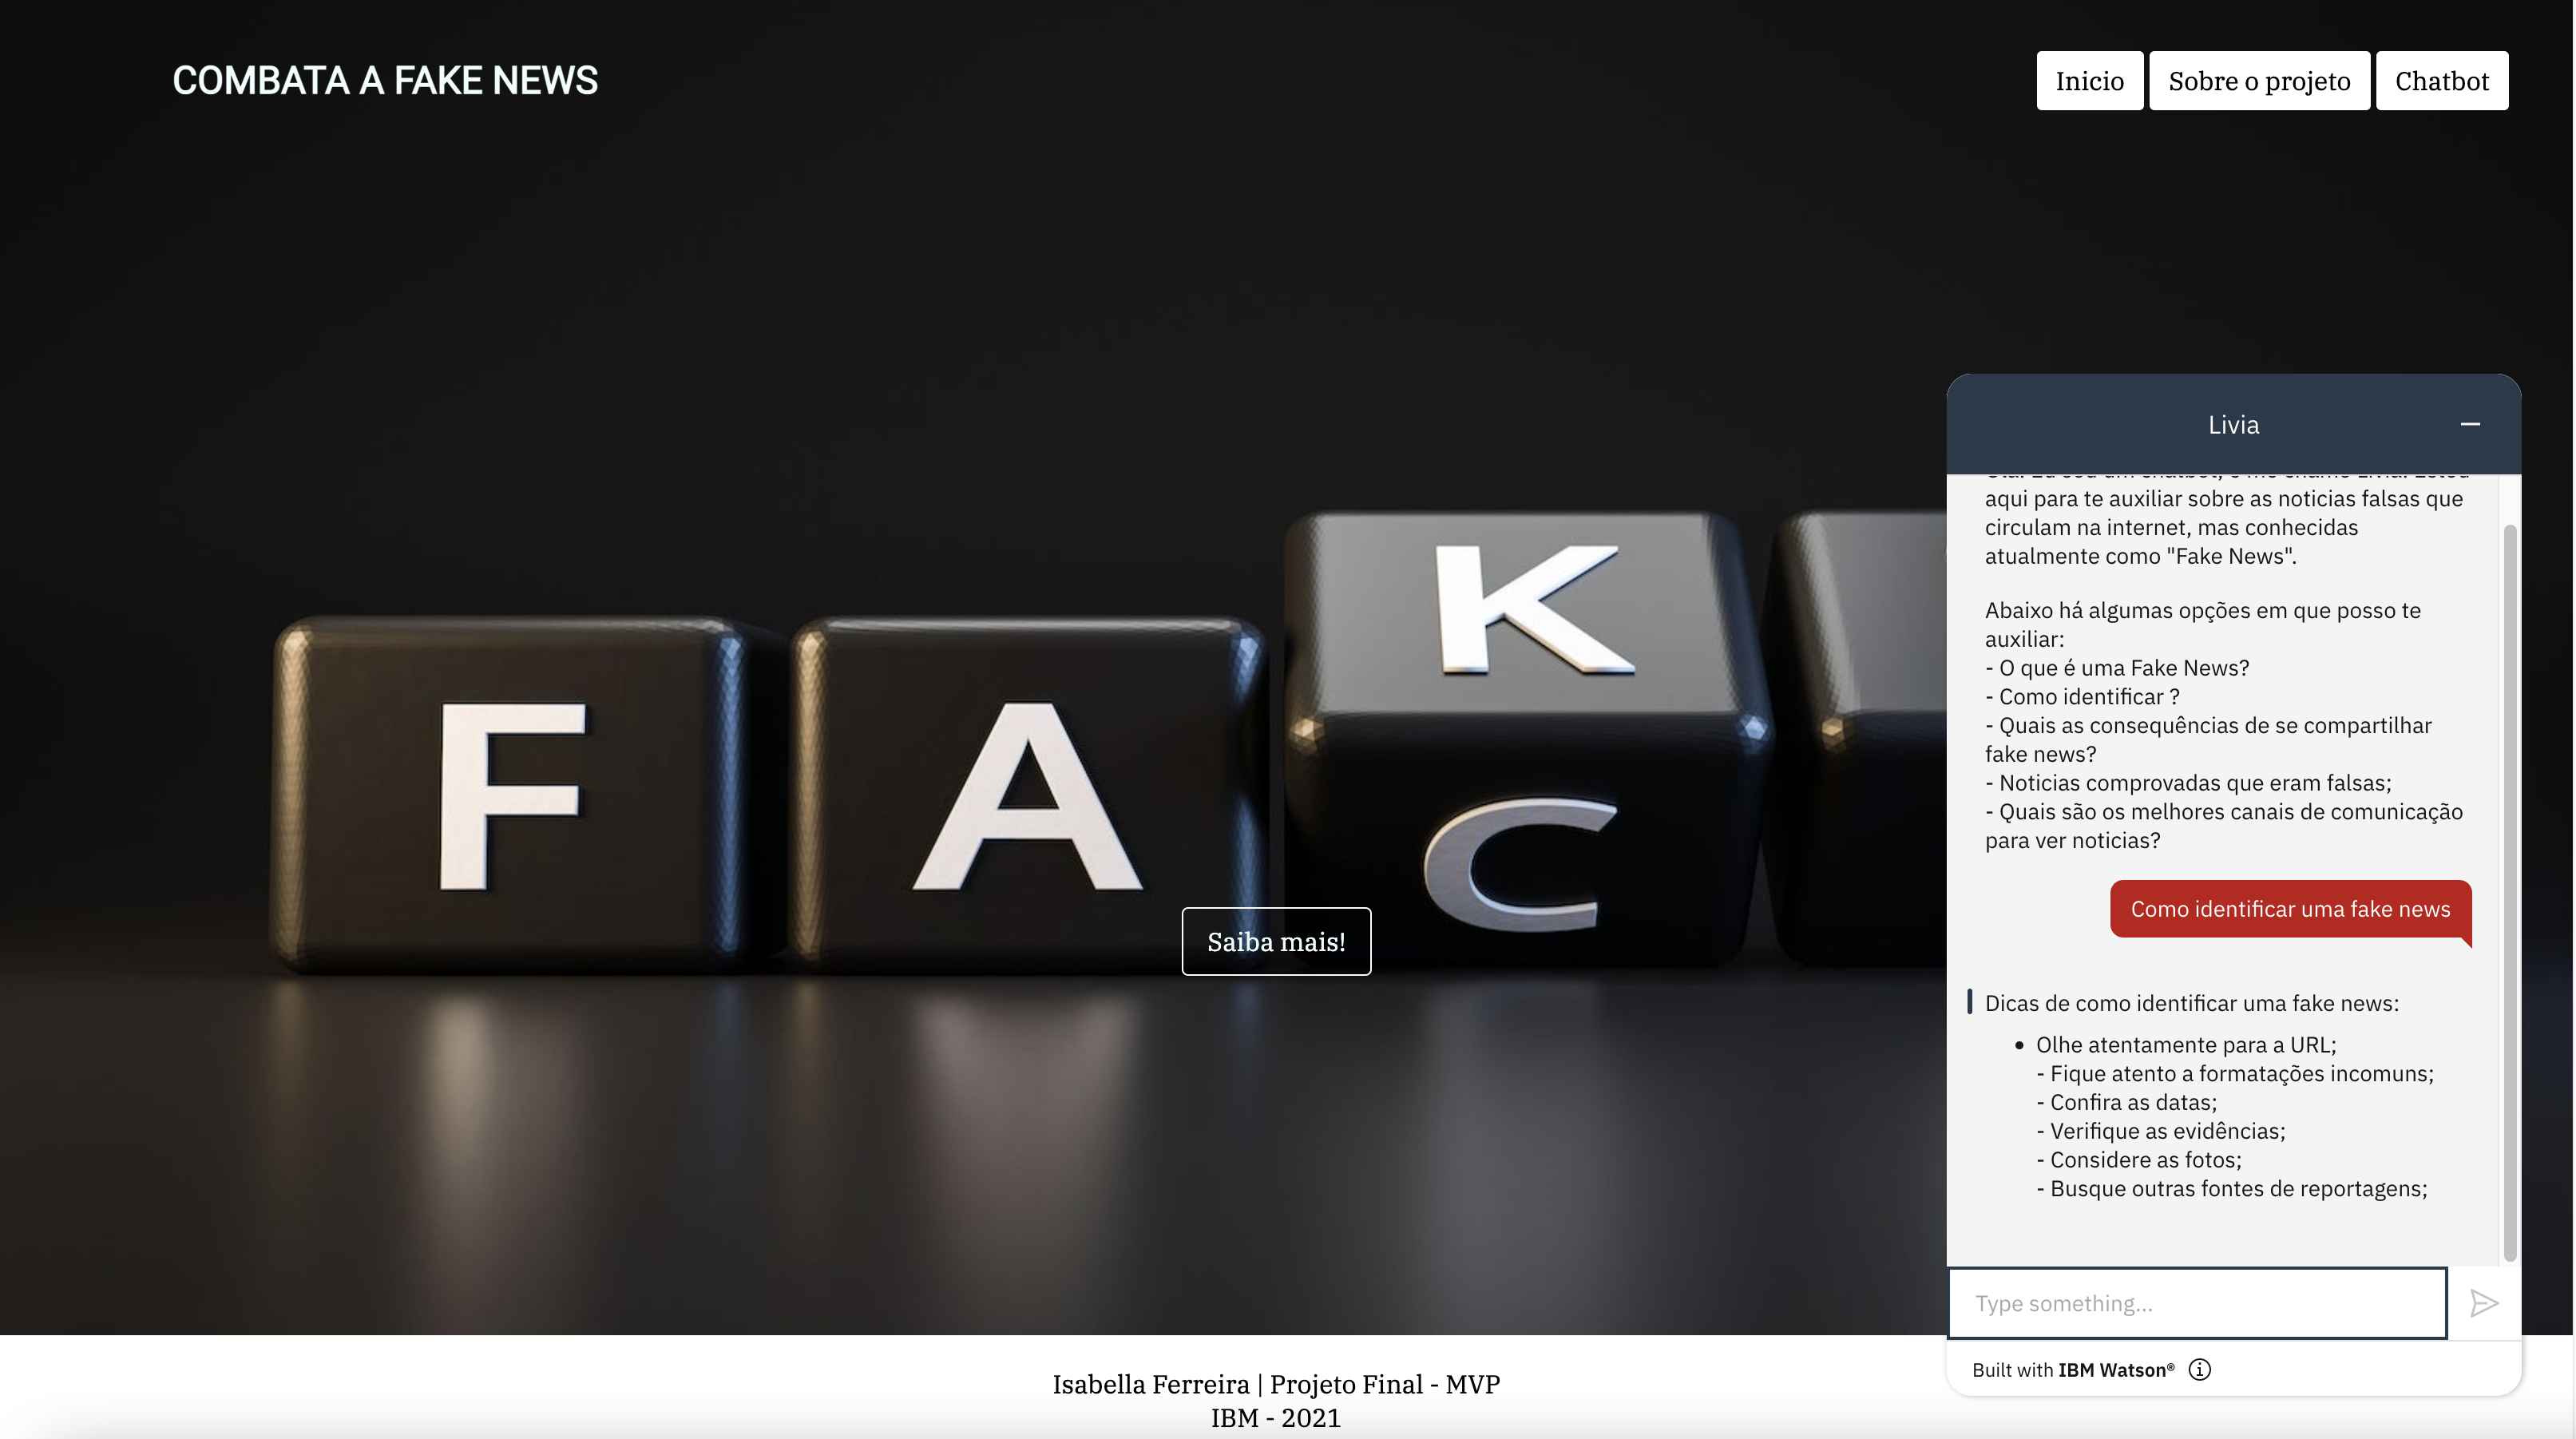 COMBATA A FAKE NEWS
Inicio
Sobre o projeto
Chatbot
F
A
K
C
Saiba mais!
Livia
aqui para te auxiliar sobre as noticias falsas que
circulam na internet, mas conhecidas
atualmente como "Fake News".
Abaixo há algumas opções em que posso te
auxiliar:
- O que é uma Fake News?
- Como identificar ?
- Quais as consequências de se compartilhar
fake news?
- Noticias comprovadas que eram falsas;
- Quais são os melhores canais de comunicação
para ver noticias?
Como identificar uma fake news
Dicas de como identificar uma fake news:
• Olhe atentamente para a URL;
- Fique atento a formatações incomuns;
- Confira as datas;
- Verifique as evidências;
- Considere as fotos;
- Busque outras fontes de reportagens;
Type something...
Built with IBM Watson®
Isabella Ferreira | Projeto Final - MVP
IBM - 2021